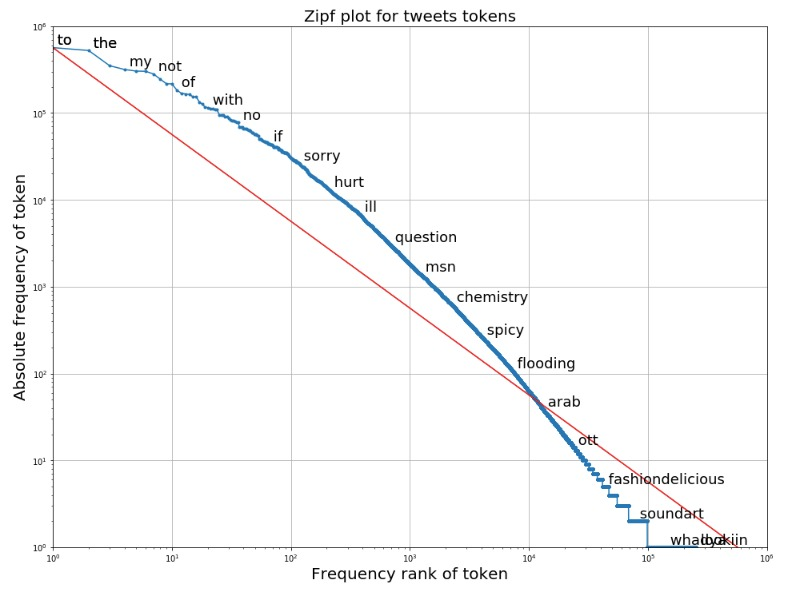 Zipf plot for tweets tokens
10⁶
to
the
my
not
of
with
10⁵
no
if
sorry
hurt
10⁴
ill
question
msn
10³
chemistry
spicy
flooding
10²
arab
ott
10¹
fashiondelicious
soundart
10⁰
10⁰ 10¹ 10² 10³ 10⁴ 10⁵ 10⁶
Absolute frequency of token
Frequency rank of token